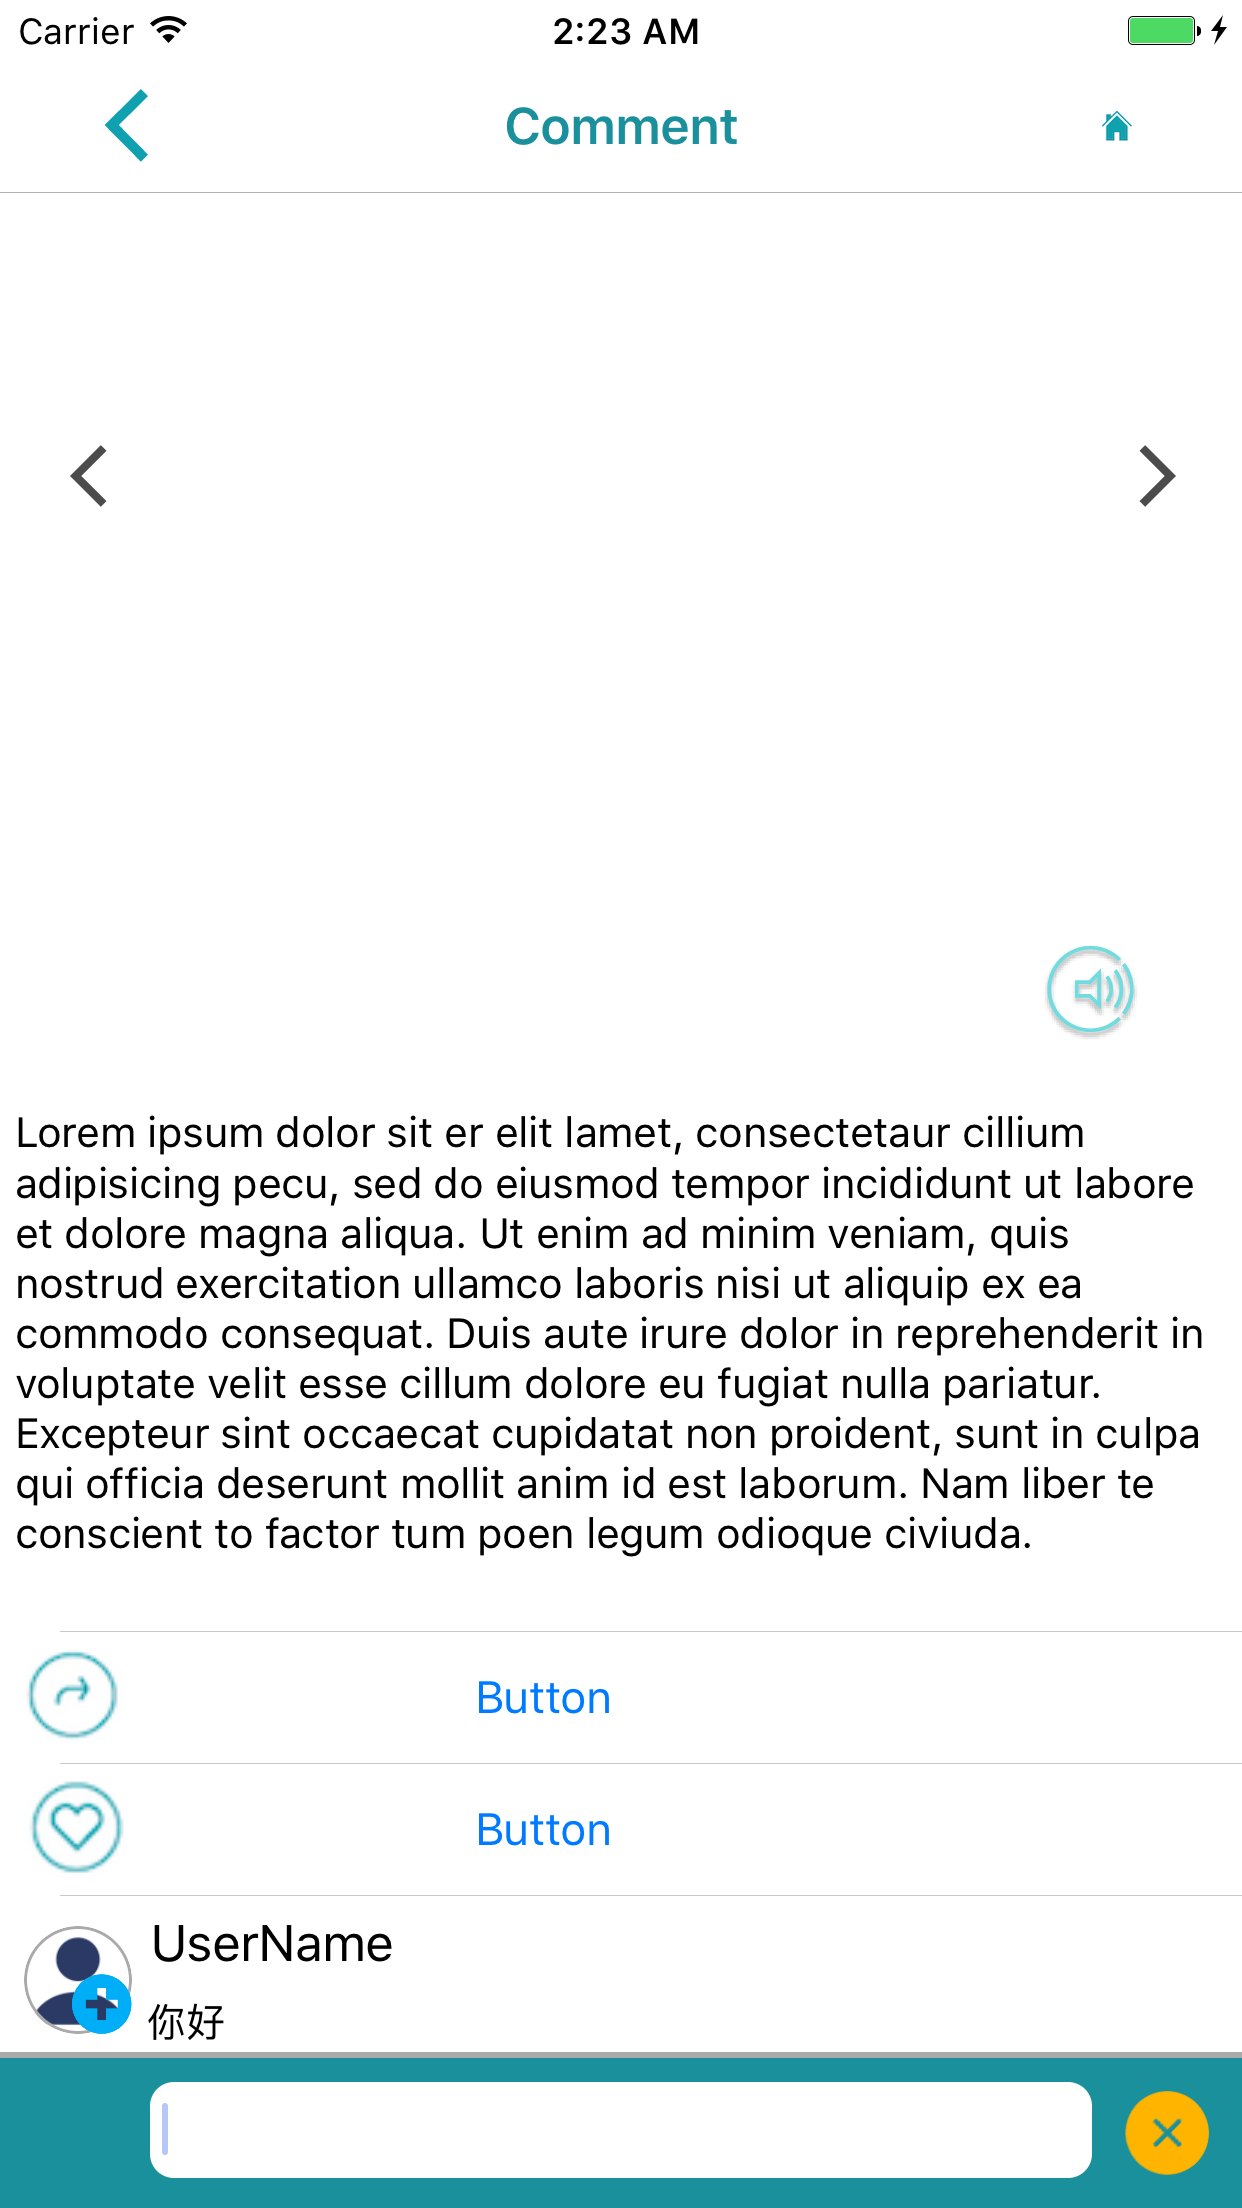 Carrier 2:23 AM
Comment
Lorem ipsum dolor sit er elit lamet, consectetaur cillium
adipisicing pecu, sed do eiusmod tempor incididunt ut labore
et dolore magna aliqua. Ut enim ad minim veniam, quis
nostrud exercitation ullamco laboris nisi ut aliquip ex ea
commodo consequat. Duis aute irure dolor in reprehenderit in
voluptate velit esse cillum dolore eu fugiat nulla pariatur.
Excepteur sint occaecat cupidatat non proident, sunt in culpa
qui officia deserunt mollit anim id est laborum. Nam liber te
conscient to factor tum poen legum odioque civiuda.
Button
Button
UserName
你好